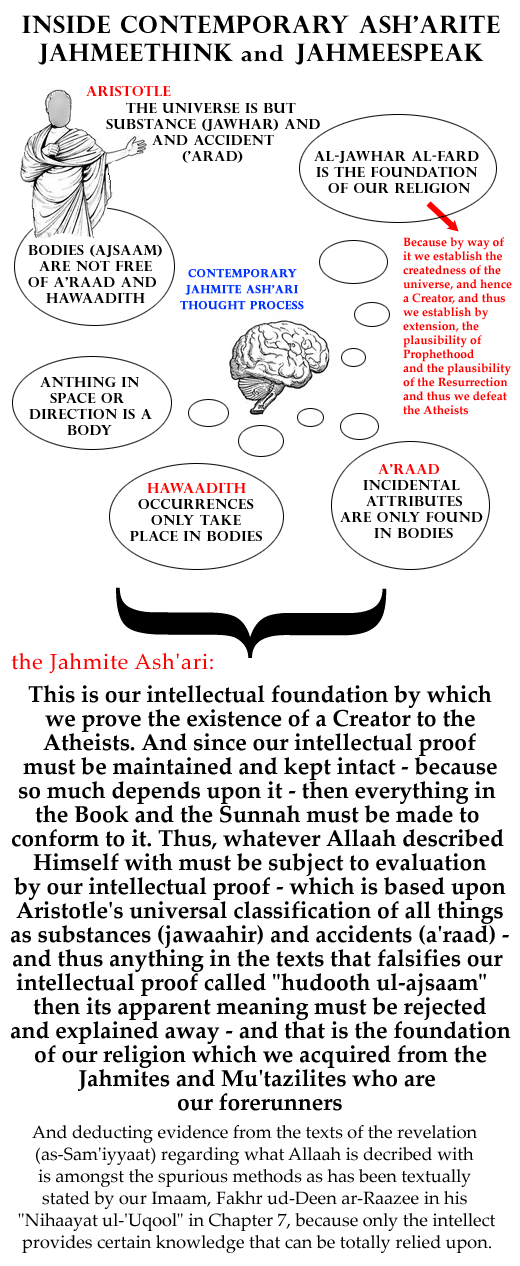 INSIDE CONTEMPORARY ASH'ARITE
JAHMEETHINK and JAHMEESPEAK
ARISTOTLE
THE UNIVERSE IS BUT
SUBSTANCE (JAWHAR) AND
AND ACCIDENT
('ARAD)
AL-JAWHAR AL-FARD
IS THE FOUNDATION
OF OUR RELIGION
Because by way of
it we establish the
createdness of the
universe, and hence
a Creator, and thus
we establish by
extension, the
plausibility of
Prophethood
and the plausibility
of the Resurrection
and thus we defeat
the Atheists
BODIES (AJSAAM)
ARE NOT FREE
OF A'RAAD AND
HAWAADITH
CONTEMPORARY
JAHMITE ASH'ARI
THOUGHT PROCESS
ANTHING IN
SPACE OR
DIRECTION IS A
BODY
HAWAADITH
OCCURRENCES
ONLY TAKE
PLACE IN BODIES
A'RAAD
INCIDENTAL
ATTRIBUTES
ARE ONLY FOUND
IN BODIES
the Jahmite Ash'ari:
This is our intellectual foundation by which
we prove the existence of a Creator to the
Atheists. And since our intellectual proof
must be maintained and kept intact - because
so much depends upon it - then everything in
the Book and the Sunnah must be made to
conform to it. Thus, whatever Allaah described
Himself with must be subject to evaluation
by our intellectual proof - which is based upon
Aristotle's universal classification of all things
as substances (jawaahir) and accidents (a'raad) -
and thus anything in the texts that falsifies our
intellectual proof called "hudooth ul-ajsaam"
then its apparent meaning must be rejected
and explained away - and that is the foundation
of our religion which we acquired from the
Jahmites and Mu'tazilites who are
our forerunners
And deducting evidence from the texts of the revelation
(as-Sam'iyyaat) regarding what Allaah is decribed with
is amongst the spurious methods as has been textually
stated by our Imaam, Fakhr ud-Deen ar-Raazee in his
"Nihaayat ul-'Uqool" in Chapter 7, because only the intellect
provides certain knowledge that can be totally relied upon.